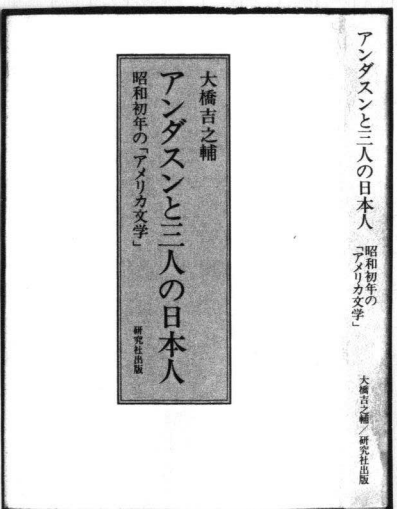 大橋吉之輔
アンダスンと三人の日本人
昭和初年の「アメリカ文学」
研究社出版
アンダスンと三人の日本人
昭和初年の
「アメリカ文学」
大橋吉之輔/研究社出版